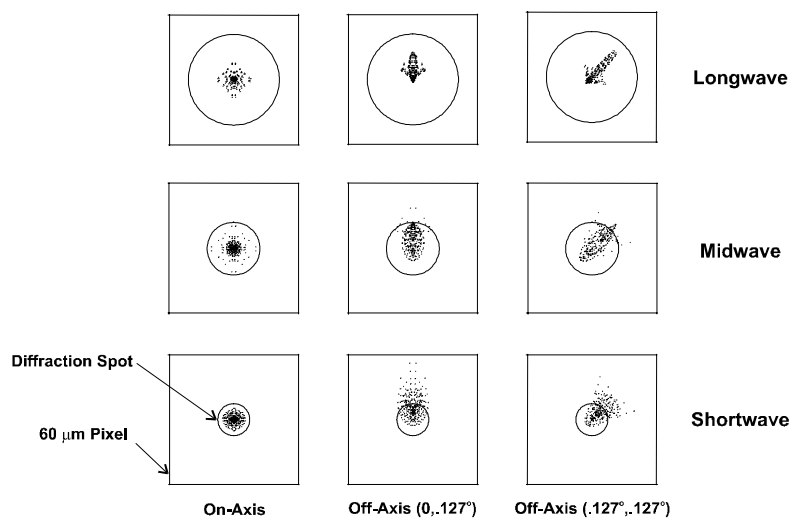 Longwave
Midwave
Diffraction Spot
60 μm Pixel
Shortwave
On-Axis
Off-Axis (0,.127°)
Off-Axis (.127°,.127°)